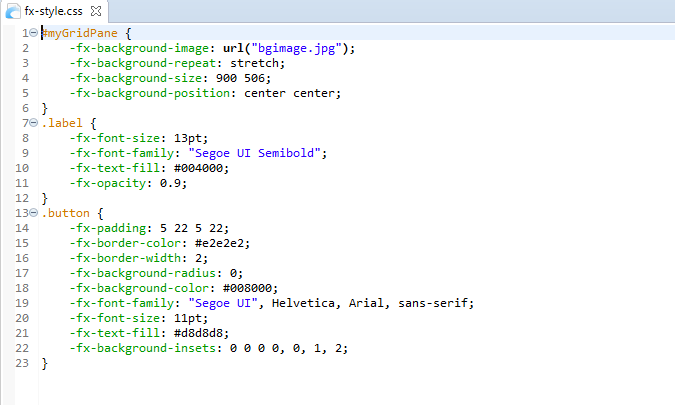 fx-style.css
1 #myGridPane {
2 -fx-background-image: url("bgimage.jpg");
3 -fx-background-repeat: stretch;
4 -fx-background-size: 900 506;
5 -fx-background-position: center center;
6 }
7 .label {
8 -fx-font-size: 13pt;
9 -fx-font-family: "Segoe UI Semibold";
10 -fx-text-fill: #004000;
11 -fx-opacity: 0.9;
12 }
13 .button {
14 -fx-padding: 5 22 5 22;
15 -fx-border-color: #e2e2e2;
16 -fx-border-width: 2;
17 -fx-background-radius: 0;
18 -fx-background-color: #008000;
19 -fx-font-family: "Segoe UI", Helvetica, Arial, sans-serif;
20 -fx-font-size: 11pt;
21 -fx-text-fill: #d8d8d8;
22 -fx-background-insets: 0 0 0 0, 0, 1, 2;
23 }